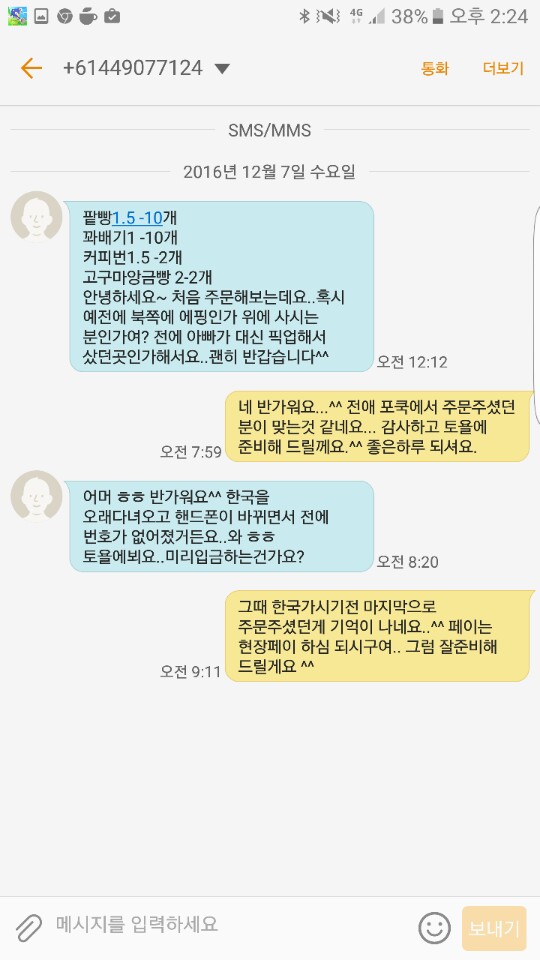 4G 38% 오후 2:24
+61449077124 통화 더보기
SMS/MMS
2016년 12월 7일 수요일
팥빵1.5 -10개
꽈배기1 -10개
커피번1.5 -2개
고구마앙금빵 2-2개
안녕하세요~ 처음 주문해보는데요..혹시
예전에 북쪽에 에핑인가 위에 사시는
분인가여? 전에 아빠가 대신 픽업해서
샀던곳인가해서요..괜히 반갑습니다^^
오전 12:12
네 반가워요...^^ 전애 포쿡에서 주문주셨던
분이 맞는것 같네요... 감사하고 토욜에
준비해 드릴께요.^^ 좋은하루 되셔요.
오전 7:59
어머 ㅎㅎ 반가워요^^ 한국을
오래다녀오고 핸드폰이 바뀌면서 전에
번호가 없어졌거든요..와 ㅎㅎ
토욜에뵈요..미리입금하는건가요?
오전 8:20
그때 한국가시기전 마지막으로
주문주셨던게 기억이 나네요..^^ 페이는
현장페이 하심 되시구여.. 그럼 잘준비해
드릴게요 ^^
오전 9:11
메시지를 입력하세요 보내기